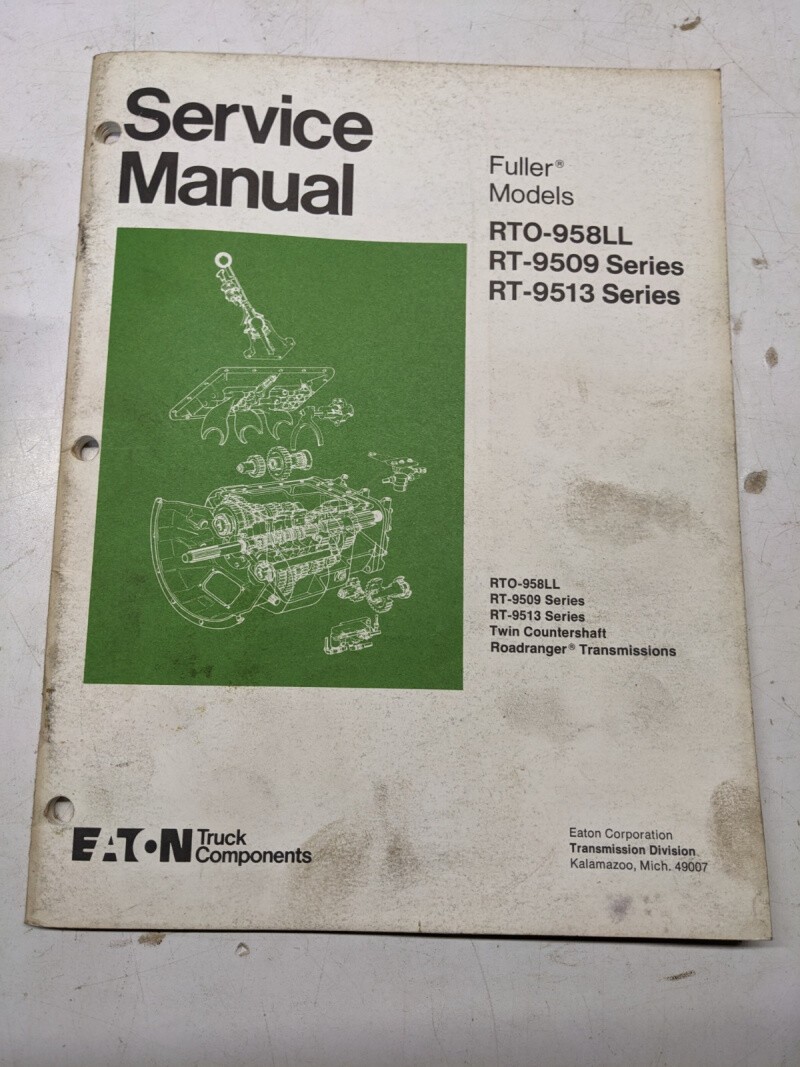 Service
Manual
Fuller®
Models
RTO-958LL
RT-9509 Series
RT-9513 Series
RTO-958LL
RT-9509 Series
RT-9513 Series
Twin Countershaft
Roadranger® Transmissions
EATON Truck
Components
Eaton Corporation
Transmission Division
Kalamazoo, Mich. 49007